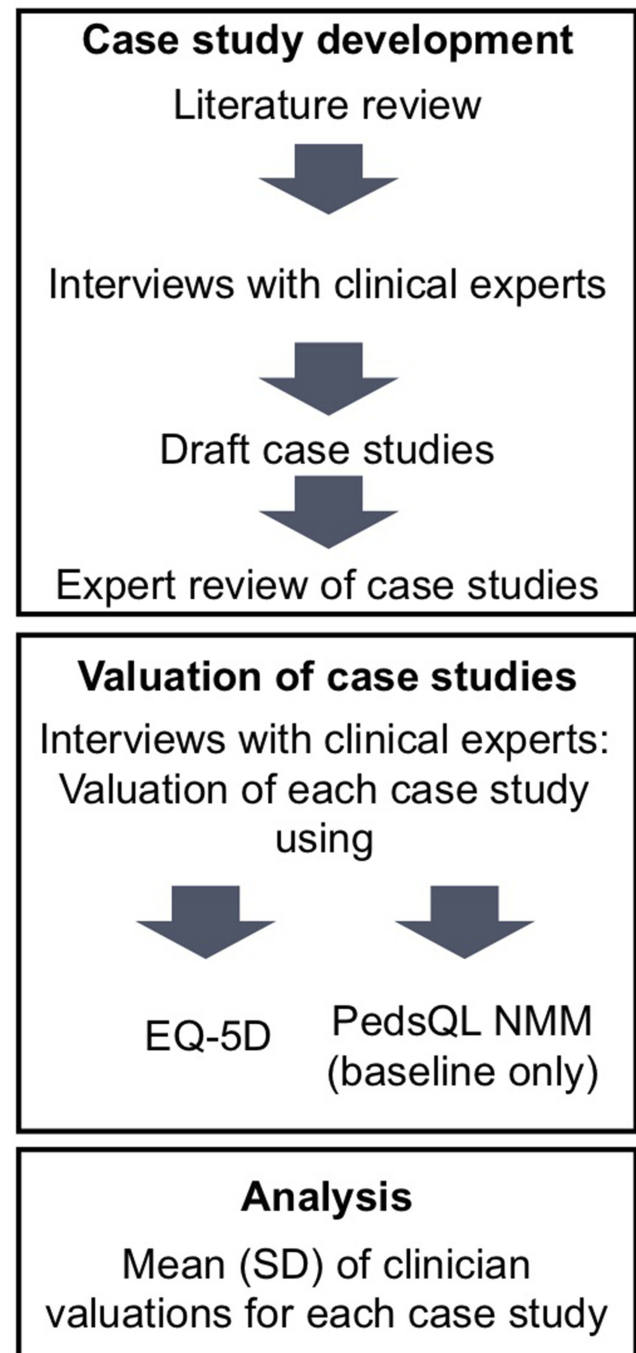 Case study development
Literature review
Interviews with clinical experts
Draft case studies
Expert review of case studies
Valuation of case studies
Interviews with clinical experts:
Valuation of each case study
using
EQ-5D
PedsQL NMM
(baseline only)
Analysis
Mean (SD) of clinician
valuations for each case study